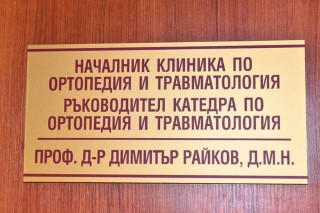 НАЧАЛНИК КЛИНИКА ПО
ОРТОПЕДИЯ И ТРАВМАТОЛОГИЯ
РЪКОВОДИТЕЛ КАТЕДРА ПО
ОРТОПЕДИЯ И ТРАВМАТОЛОГИЯ
ПРОФ. Д-Р ДИМИТЪР РАЙКОВ, Д.М.Н.